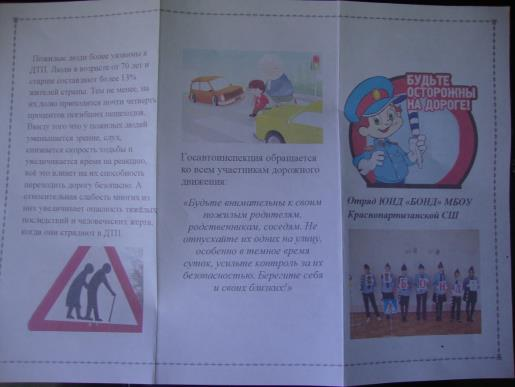 Пожилые люди более уязвимы в
ДТП. Люди в возрасте от 70 лет и
старше составляют более 13%
жителей страны. Тем не менее, на
их долю приходится почти четверть
процентов погибших пешеходов.
Ввиду того что у пожилых людей
уменьшается зрение, слух,
снижается скорость ходьбы и
увеличивается время на реакцию,
всё это влияет на их способность
переходить дорогу безопасно. А
относительная слабость многих из
них увеличивает опасность тяжёлых
последствий и человеческих жертв,
когда они страдают в ДТП.
Госавтоинспекция обращается
ко всем участникам дорожного
движения:
«Будьте внимательны к своим
пожилым родителям,
родственникам, соседям. Не
отпускайте их одних на улицу,
особенно в темное время
суток, усильте контроль за их
безопасностью. Берегите себя
и своих близких!»
БУДЬТЕ
ОСТОРОЖНЫ
НА ДОРОГЕ!
Отряд ЮИД «БОНД» МБОУ
Краснопартизанской СШ